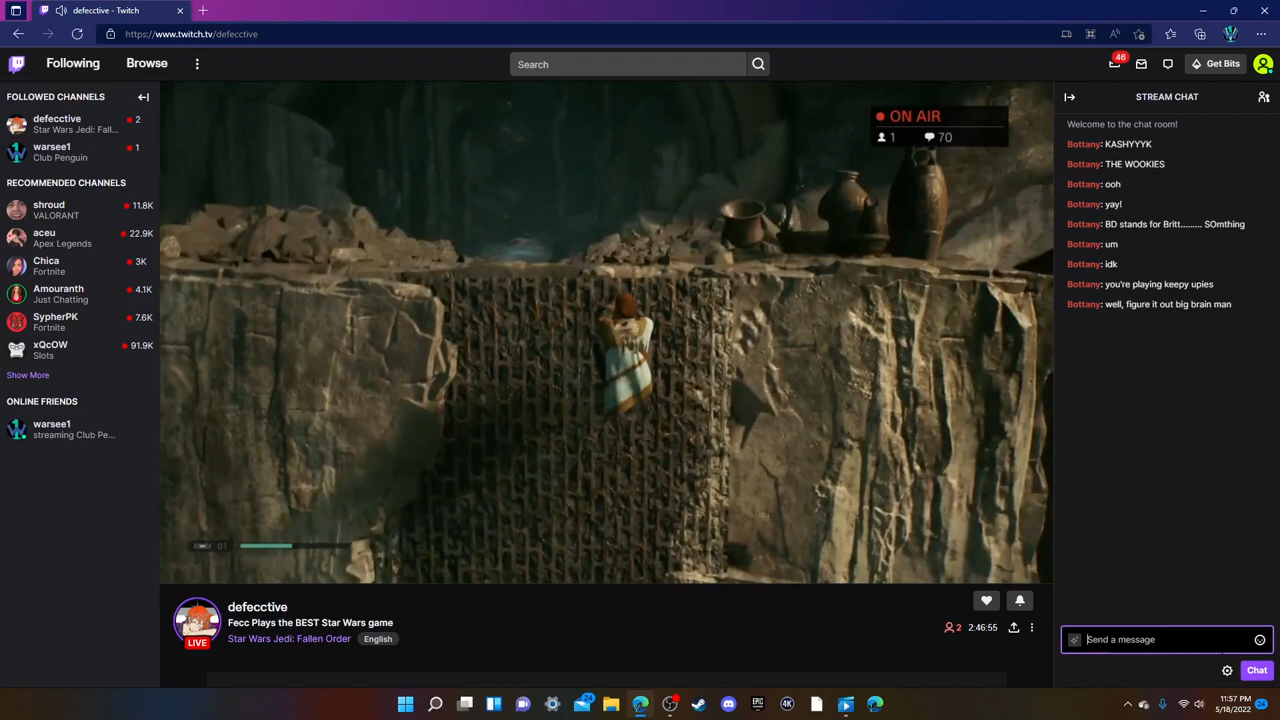 defecctive - Twitch
https://www.twitch.tv/defecctive
Following
Browse
Search
46
Get Bits
FOLLOWED CHANNELS
defecctive
2
Star Wars Jedi: Fall...
warsee1
1
Club Penguin
RECOMMENDED CHANNELS
shroud
11.8K
VALORANT
aceu
22.9K
Apex Legends
Chica
3K
Fortnite
Amouranth
4.1K
Just Chatting
SypherPK
7.6K
Fortnite
xQcOW
91.9K
Slots
Show More
ONLINE FRIENDS
warsee1
streaming Club Pe...
ON AIR
1
70
01
LIVE
defecctive
Fecc Plays the BEST Star Wars game
Star Wars Jedi: Fallen Order
English
2
2:46:55
STREAM CHAT
Welcome to the chat room!
Bottany: KASHYYYK
Bottany: THE WOOKIES
Bottany: ooh
Bottany: yay!
Bottany: BD stands for Britt......... SOmthing
Bottany: um
Bottany: idk
Bottany: you're playing keepy upies
Bottany: well, figure it out big brain man
Send a message
Chat
24
EPIC
4K
11:57 PM
5/18/2022
24